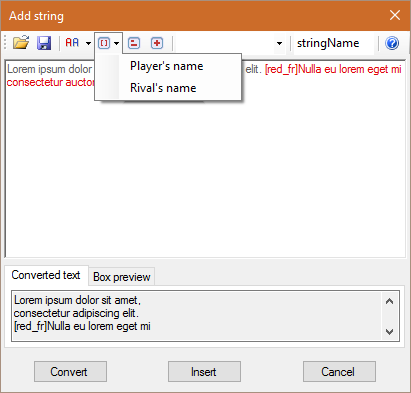 Add string
AA
stringName
Player's name
Rival's name
Lorem ipsum dolor elit. [red_fr]Nulla eu lorem eget mi
consectetur auctor
Converted text
Box preview
Lorem ipsum dolor sit amet,
consectetur adipiscing elit.
[red_fr]Nulla eu lorem eget mi
Convert
Insert
Cancel